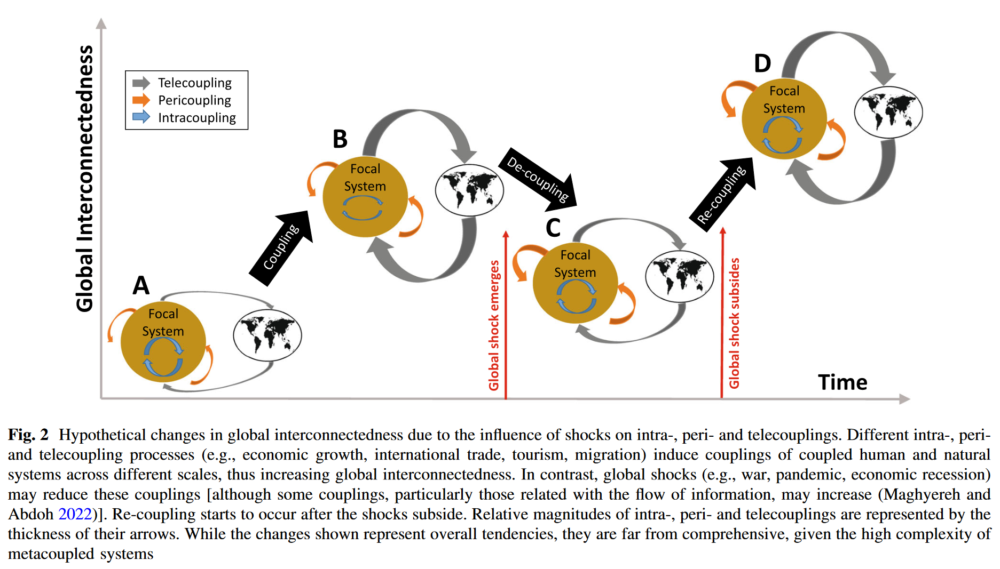 Global Interconnectedness
Telecoupling
Pericoupling
Intracoupling
A
Focal
System
Coupling
B
Focal
System
De-coupling
Global shock emerges
C
Focal
System
Re-coupling
Global shock subsides
D
Focal
System
Time
Fig. 2 Hypothetical changes in global interconnectedness due to the influence of shocks on intra-, peri- and telecouplings. Different intra-, peri-
and telecoupling processes (e.g., economic growth, international trade, tourism, migration) induce couplings of coupled human and natural
systems across different scales, thus increasing global interconnectedness. In contrast, global shocks (e.g., war, pandemic, economic recession)
may reduce these couplings [although some couplings, particularly those related with the flow of information, may increase (Maghyereh and
Abdoh 2022)]. Re-coupling starts to occur after the shocks subside. Relative magnitudes of intra-, peri- and telecouplings are represented by the
thickness of their arrows. While the changes shown represent overall tendencies, they are far from comprehensive, given the high complexity of
metacoupled systems